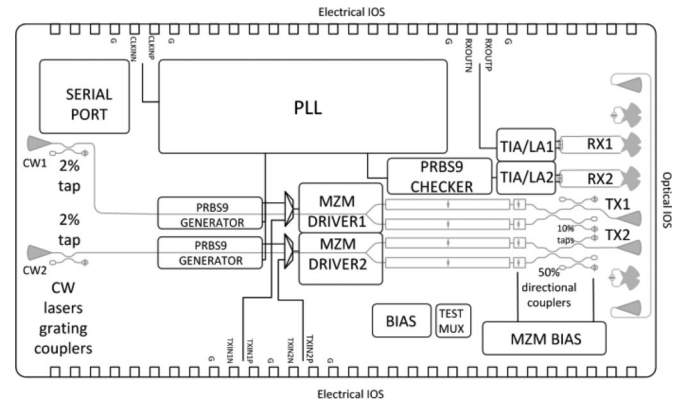 Electrical IOS
G
CLKINN
CLKINP
G
G
RXOUTN
RXOUTP
G
SERIAL
PORT
PLL
TIA/LA1
RX1
CW1
2%
tap
PRBS9
CHECKER
TIA/LA2
RX2
Optical IOS
PRBS9
GENERATOR
MZM
DRIVER1
TX1
2%
tap
10%
taps
TX2
PRBS9
GENERATOR
MZM
DRIVER2
CW2
CW
lasers
grating
couplers
50%
directional
couplers
BIAS
TEST
MUX
MZM BIAS
G
TXIN1N
TXIN1P
G
TXIN2N
TXIN2P
G
Electrical IOS